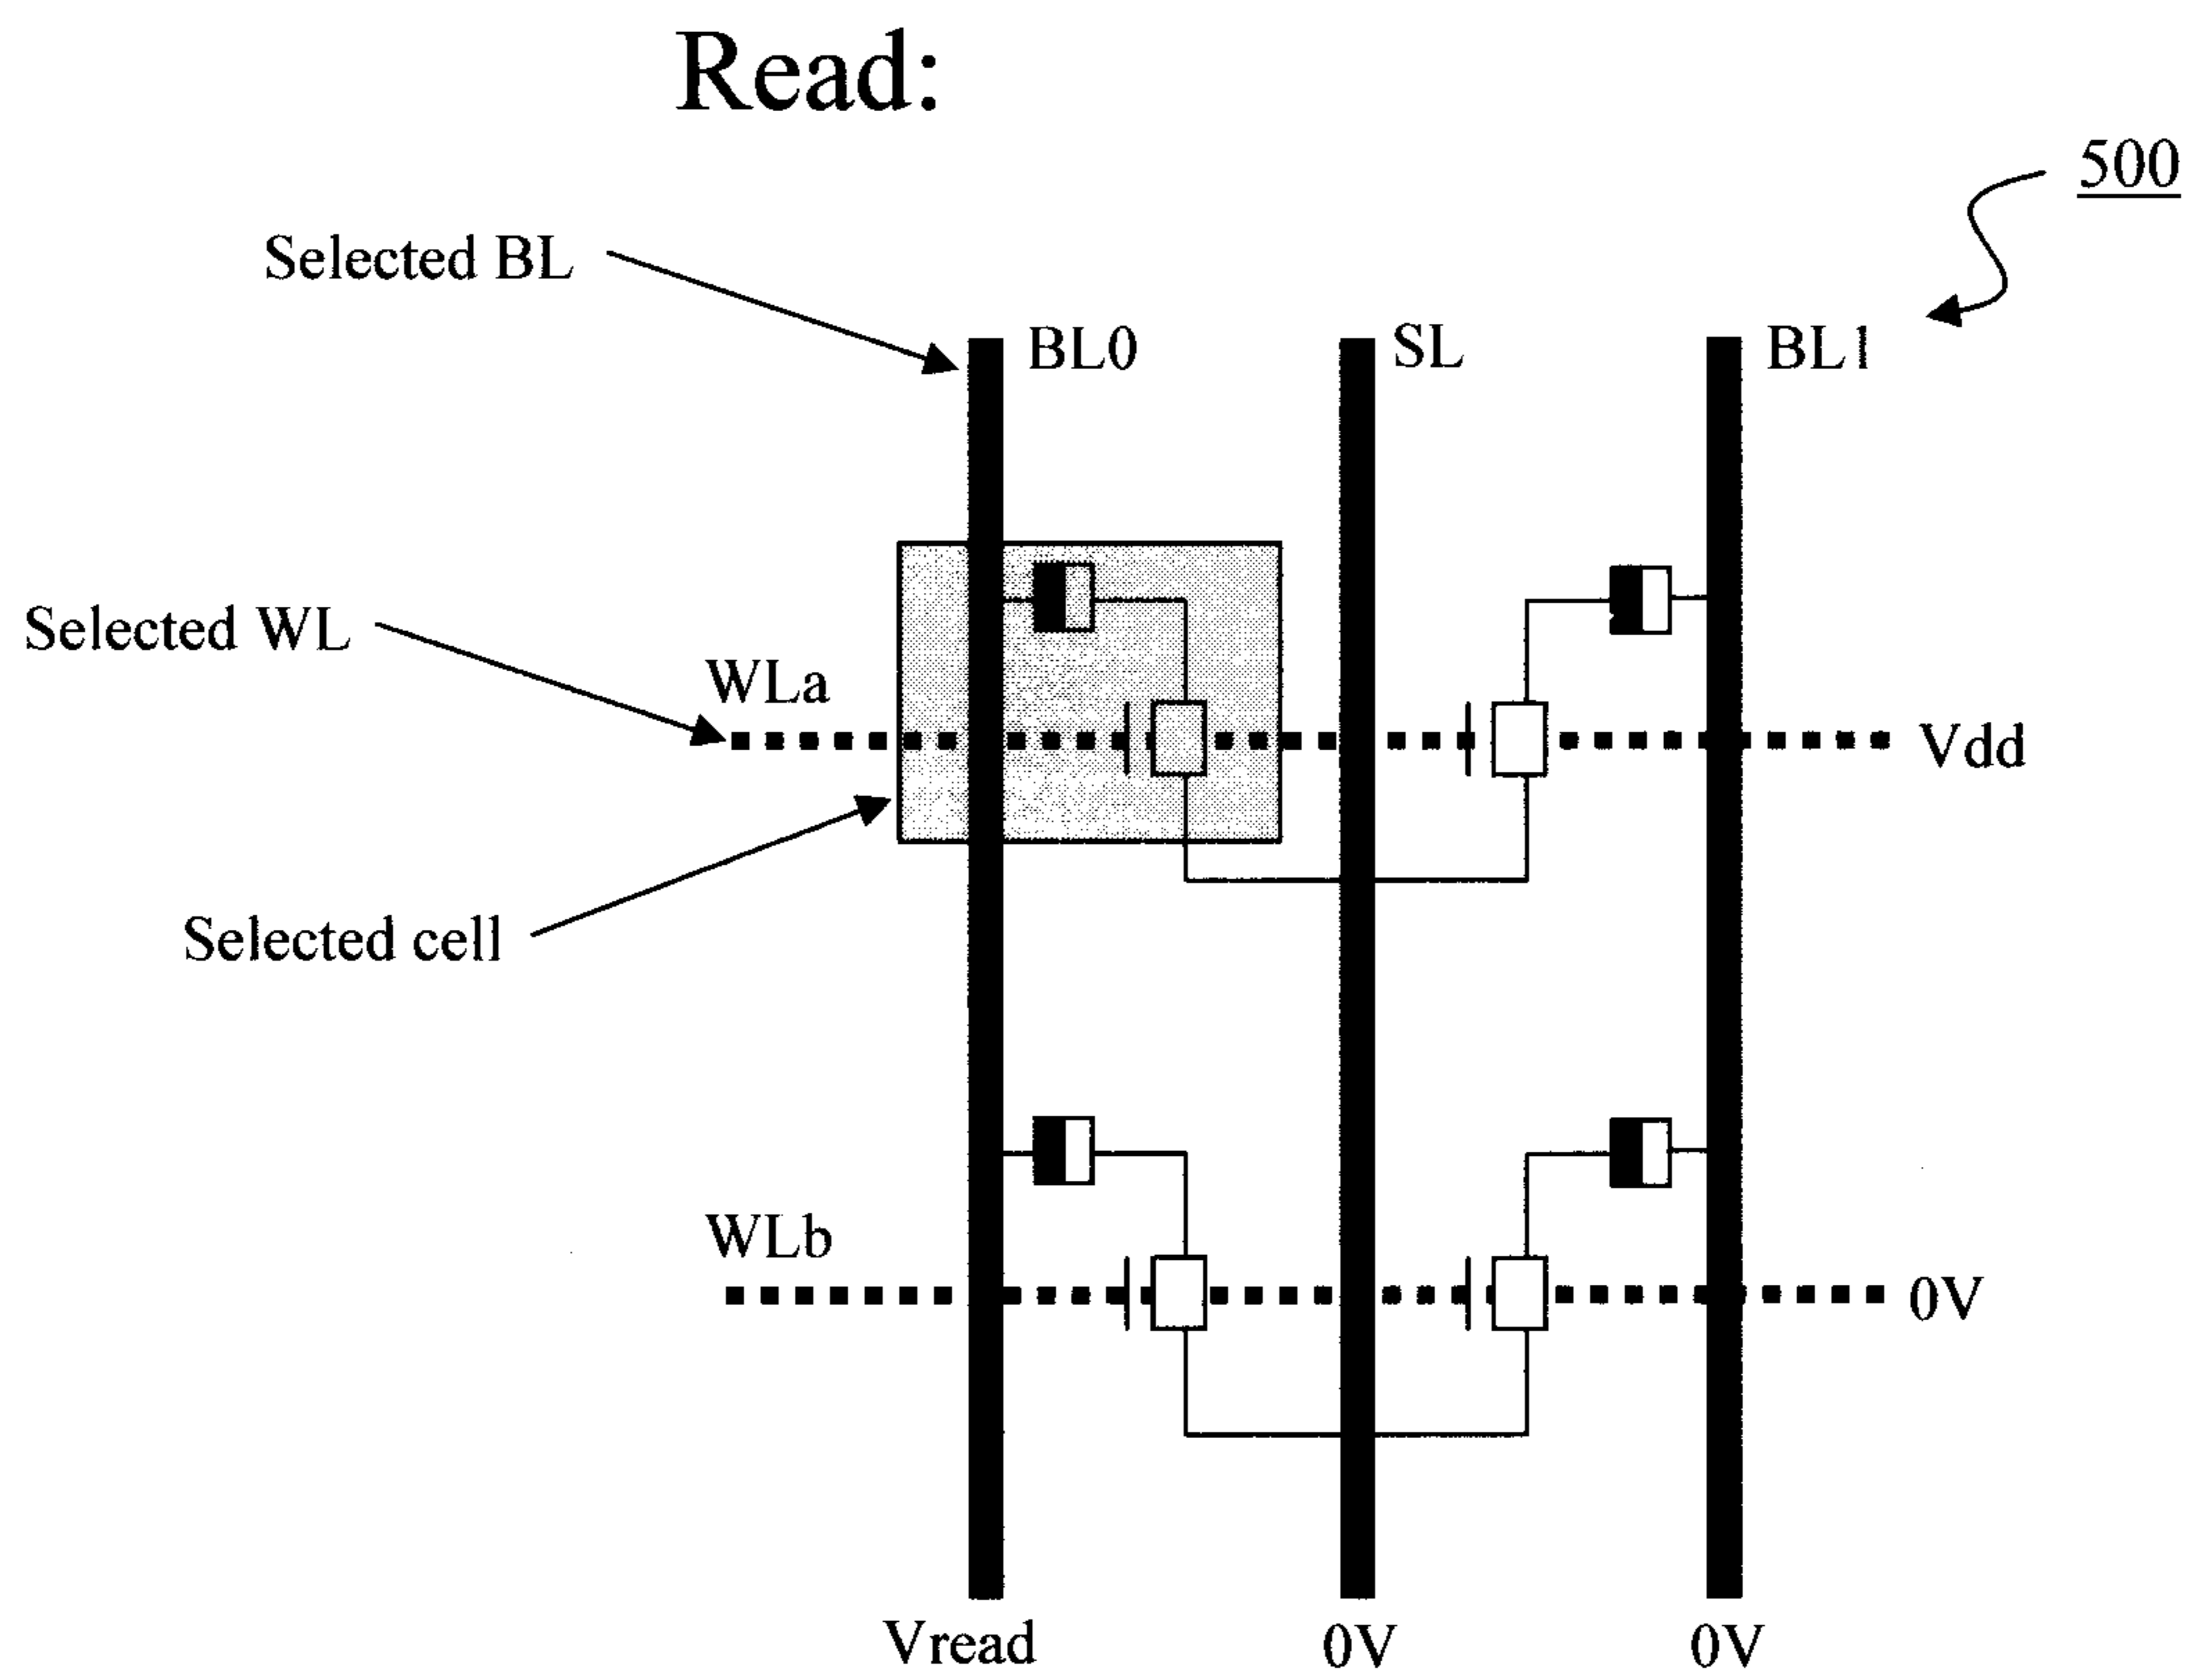 Read:
500
Selected BL
BL0
SL
BL1
Selected WL
WLa
Vdd
Selected cell
WLb
0V
Vread
0V
0V